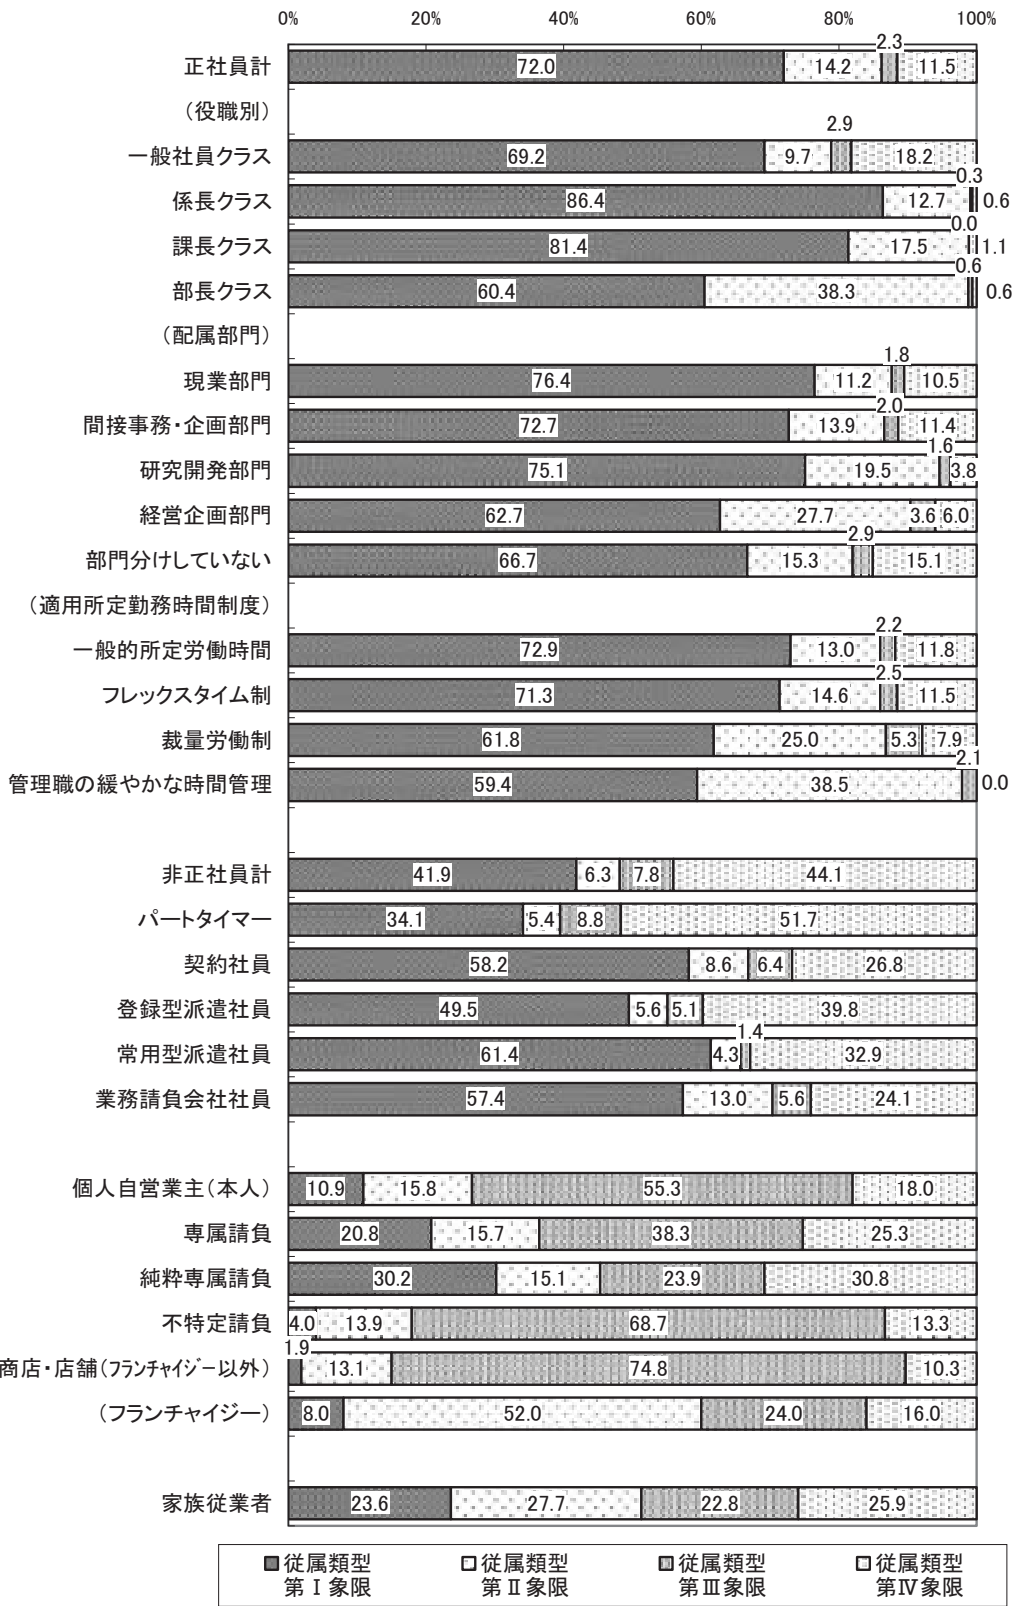 0% 20% 40% 60% 80% 100%
正社員計 72.0 14.2 2.3 11.5
（役職別）
一般社員クラス 69.2 9.7 2.9 18.2
係長クラス 86.4 12.7 0.3 0.6
課長クラス 81.4 17.5 0.0 1.1
部長クラス 60.4 38.3 0.6 0.6
（配属部門）
現業部門 76.4 11.2 1.8 10.5
間接事務・企画部門 72.7 13.9 2.0 11.4
研究開発部門 75.1 19.5 1.6 3.8
経営企画部門 62.7 27.7 3.6 6.0
部門分けしていない 66.7 15.3 2.9 15.1
（適用所定勤務時間制度）
一般的所定労働時間 72.9 13.0 2.2 11.8
フレックスタイム制 71.3 14.6 2.5 11.5
裁量労働制 61.8 25.0 5.3 7.9
管理職の緩やかな時間管理 59.4 38.5 2.1 0.0
非正社員計 41.9 6.3 7.8 44.1
パートタイマー 34.1 5.4 8.8 51.7
契約社員 58.2 8.6 6.4 26.8
登録型派遣社員 49.5 5.6 5.1 39.8
常用型派遣社員 61.4 4.3 1.4 32.9
業務請負会社社員 57.4 13.0 5.6 24.1
個人自営業主（本人） 10.9 15.8 55.3 18.0
専属請負 20.8 15.7 38.3 25.3
純粋専属請負 30.2 15.1 23.9 30.8
不特定請負 4.0 13.9 68.7 13.3
商店・店舗（フランチャイジー以外） 1.9 13.1 74.8 10.3
（フランチャイジー） 8.0 52.0 24.0 16.0
家族従業者 23.6 27.7 22.8 25.9
従属類型 従属類型 従属類型 従属類型
第Ⅰ象限 第Ⅱ象限 第Ⅲ象限 第Ⅳ象限